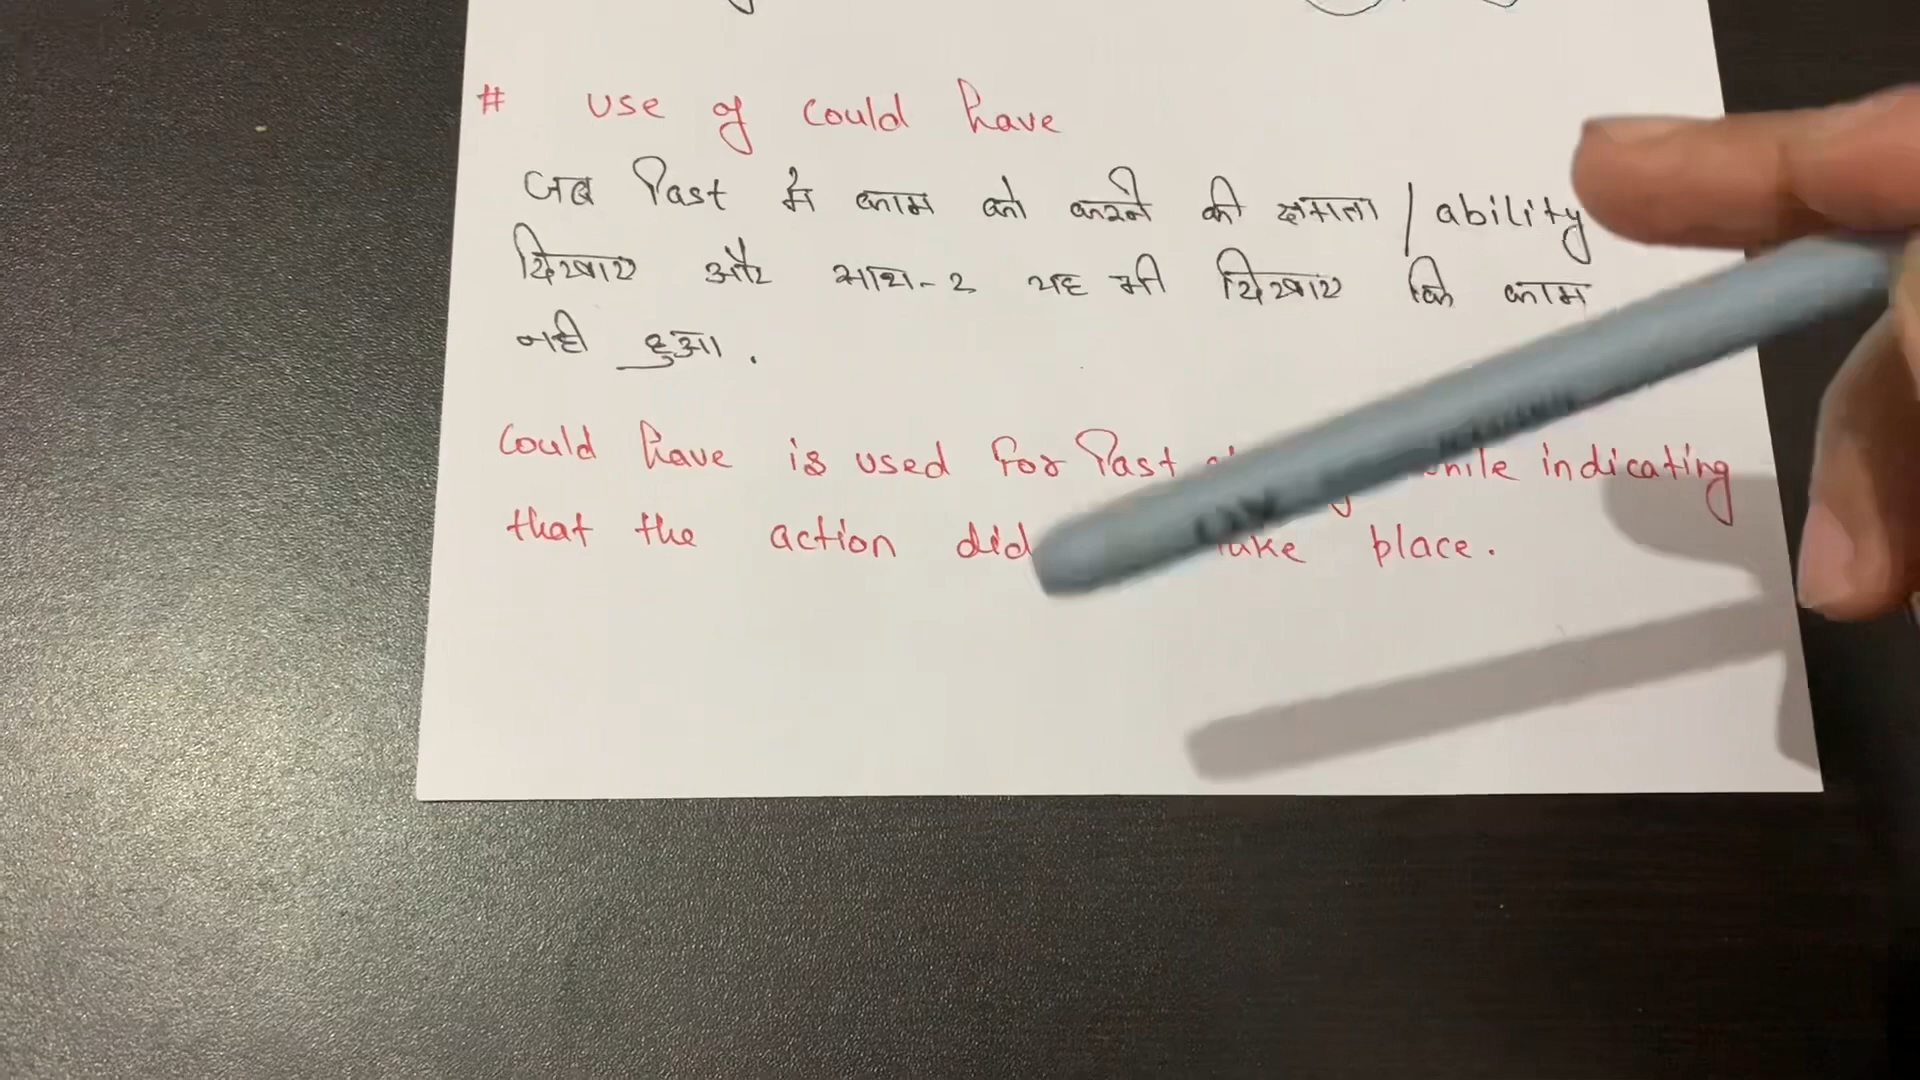 # use of could have
जब Past में काम को करने की क्षमता / ability
दिखाए और साथ-२ यह भी दिखाए कि काम
नही हुआ.
Could have is used for Past while indicating
that the action did take place.